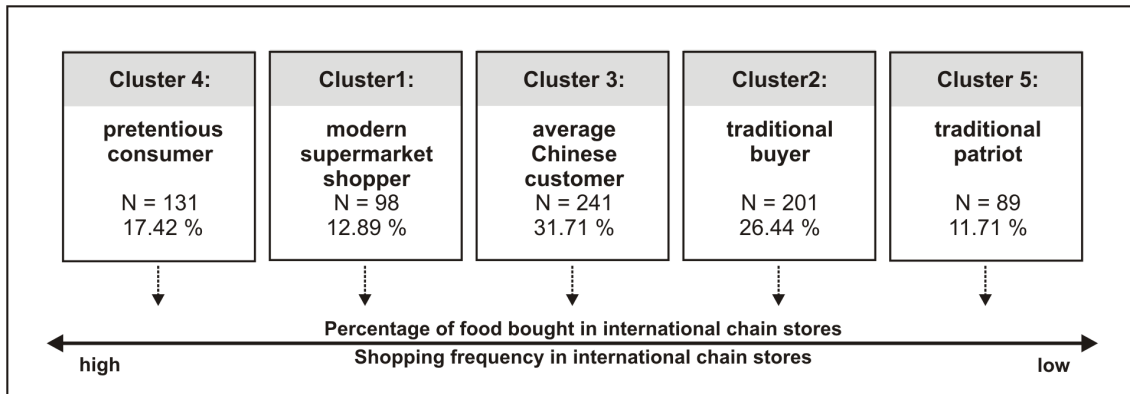 Cluster 4:
pretentious
consumer
N = 131
17.42 %
Cluster1:
modern
supermarket
shopper
N = 98
12.89 %
Cluster 3:
average
Chinese
customer
N = 241
31.71 %
Cluster2:
traditional
buyer
N = 201
26.44 %
Cluster 5:
traditional
patriot
N = 89
11.71 %
Percentage of food bought in international chain stores
Shopping frequency in international chain stores
high
low